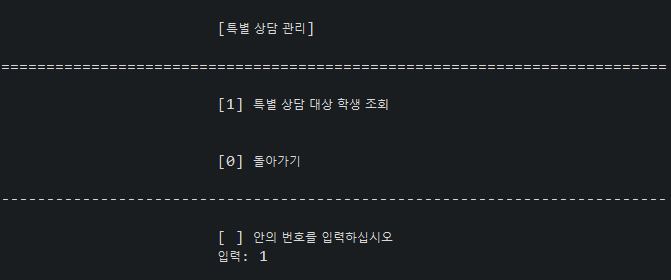 [특별 상담 관리]
==========================================================================
[1] 특별 상담 대상 학생 조회
[0] 돌아가기
--------------------------------------------------------------------------
[ ] 안의 번호를 입력하십시오
입력: 1